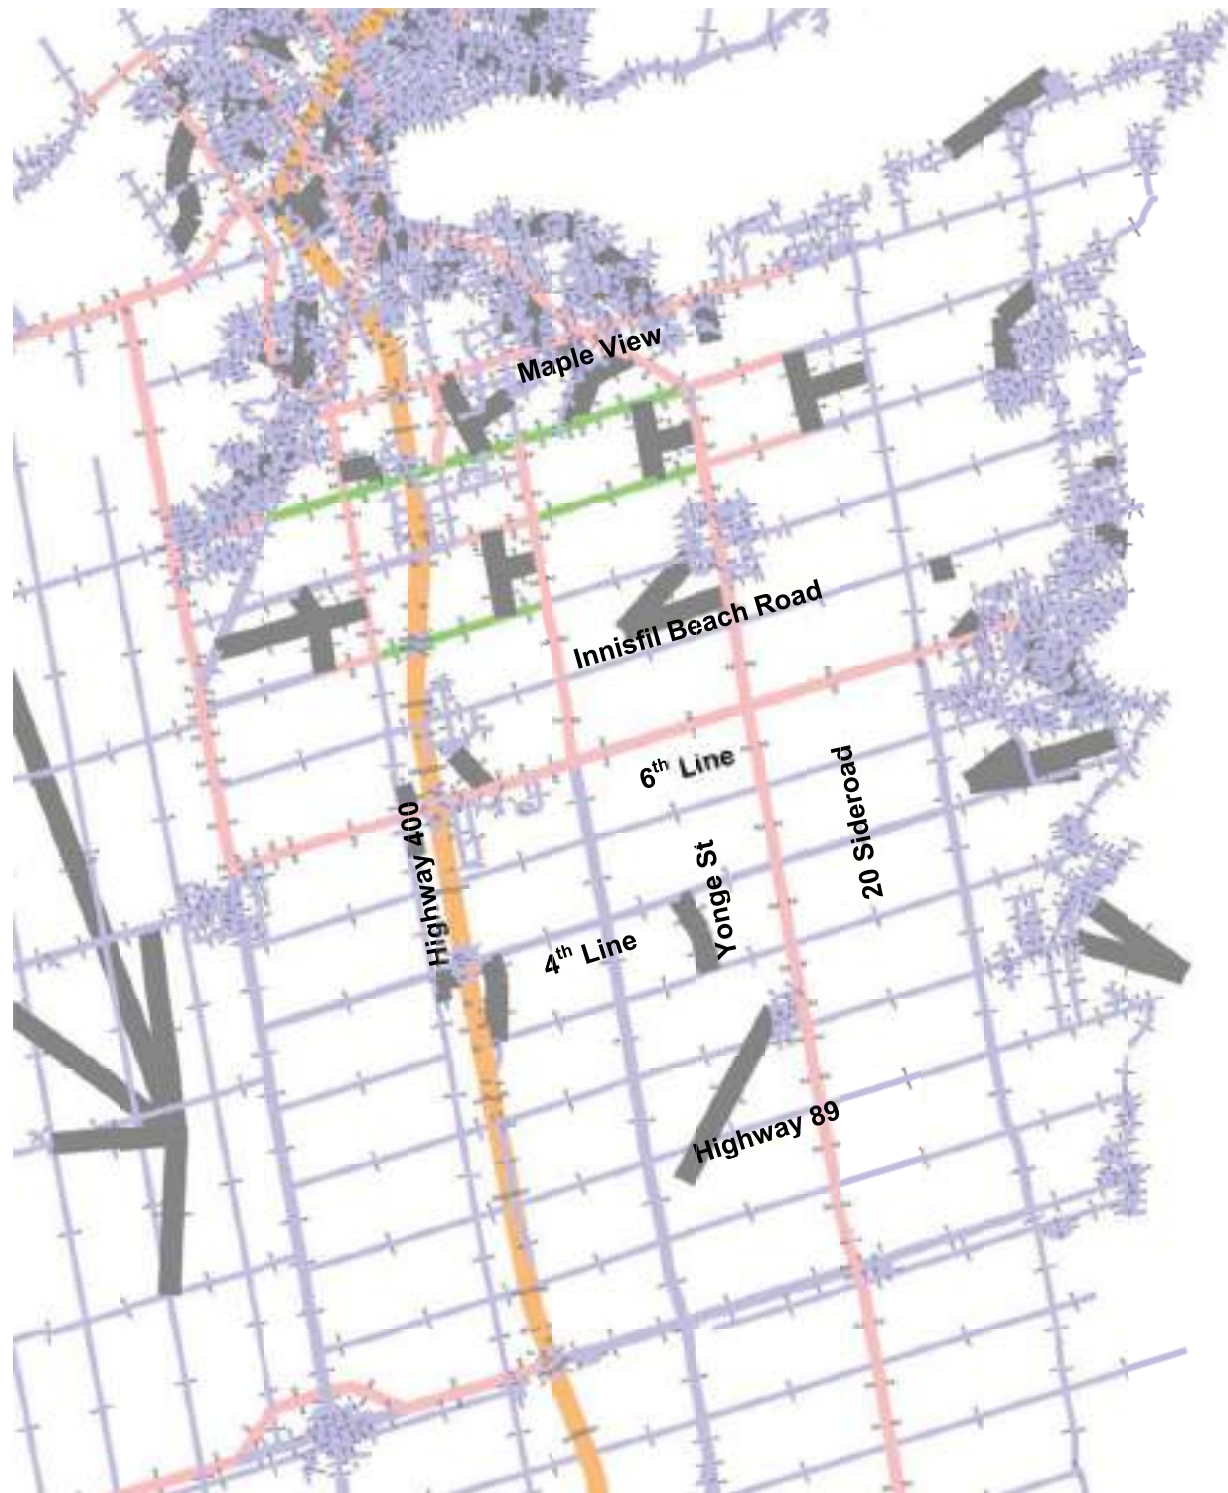 Maple View
Innisfil Beach Road
6th Line
20 Sideroad
Highway 400
Yonge St
4th Line
Highway 89